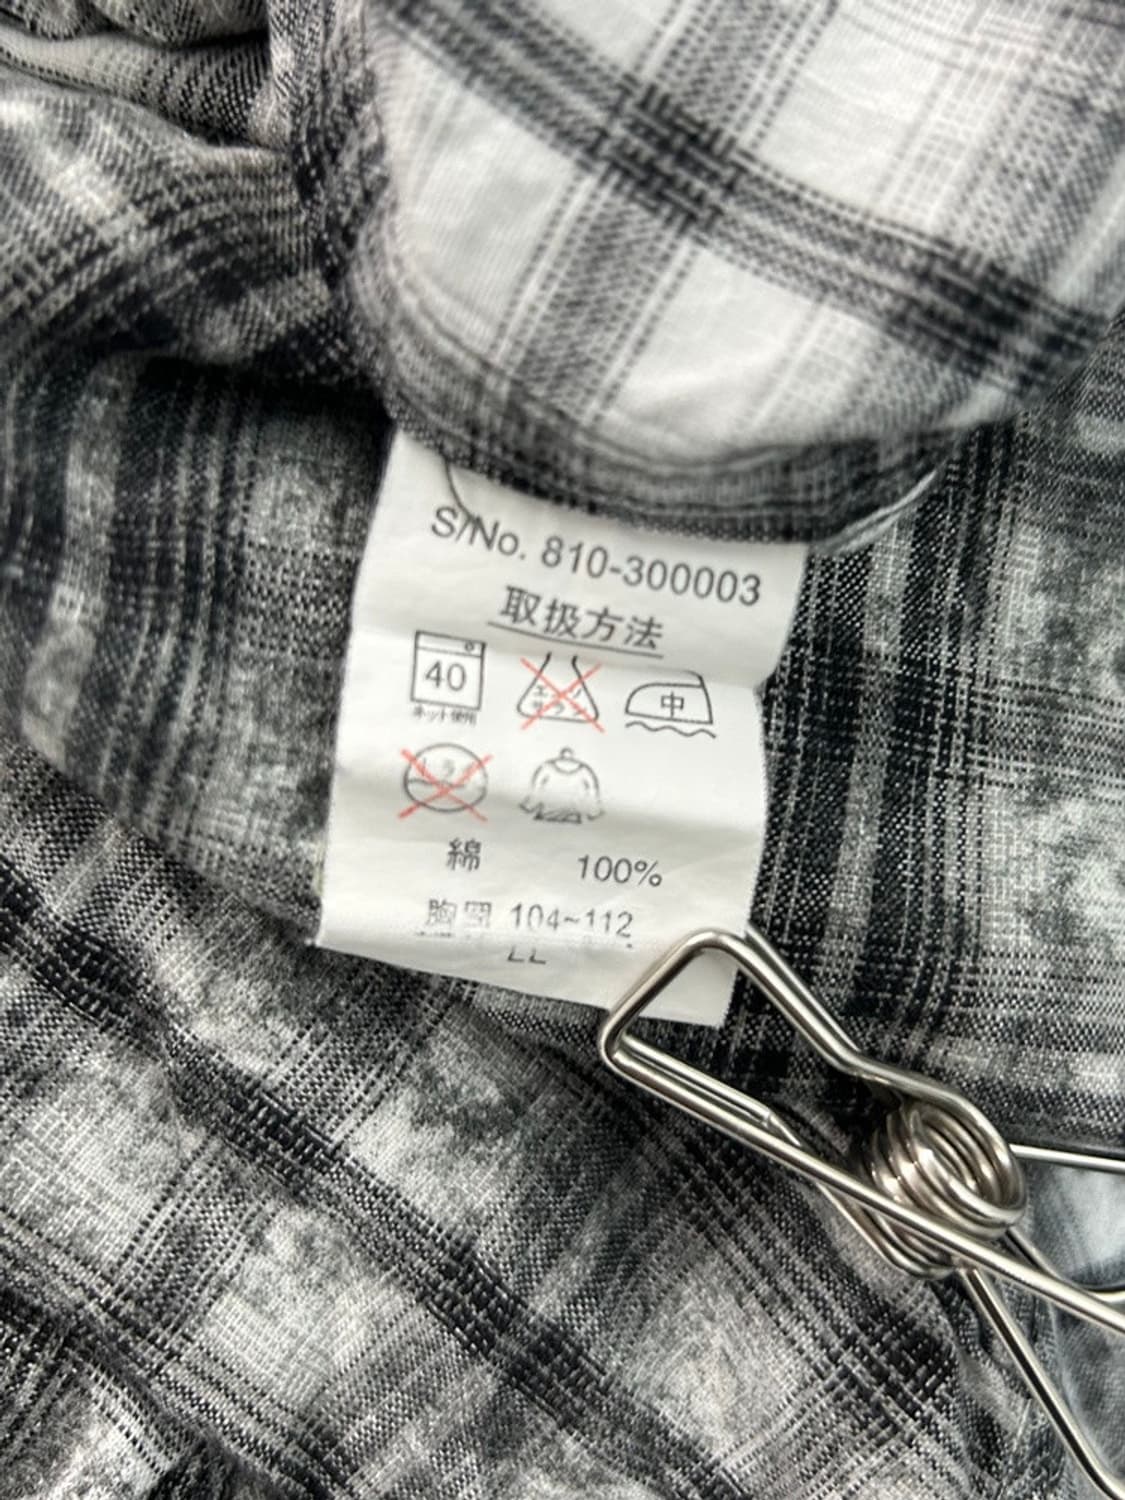 S/No. 810-300003
取扱方法
40
中
ネット使用
綿 100%
胸囲 104~112
LL